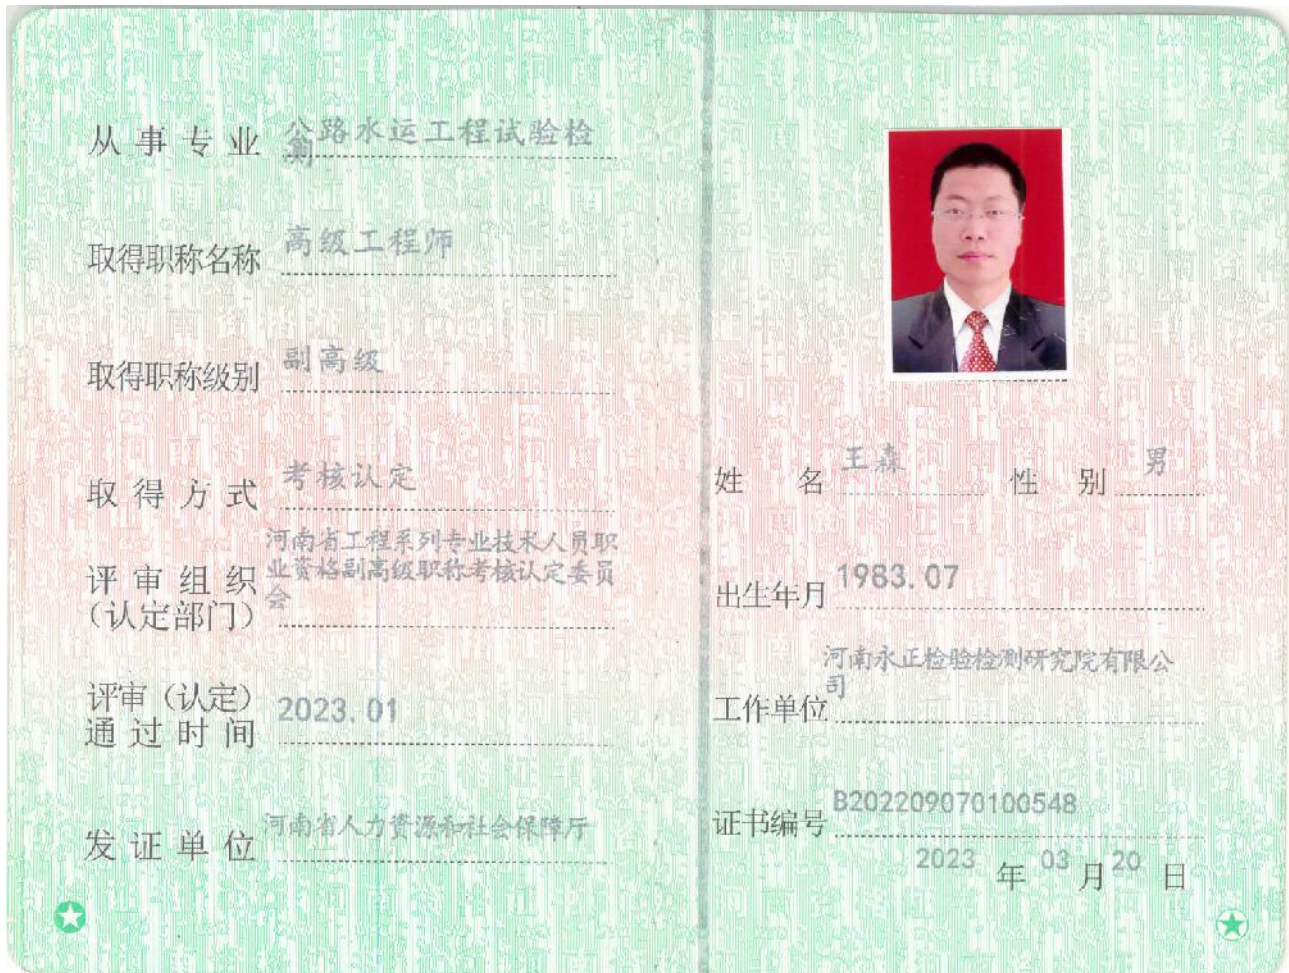 从事专业 公路水运工程试验检
测
取得职称名称 高级工程师
取得职称级别 副高级
取得方式 考核认定
河南省工程系列专业技术人员职
评审组织 业资格副高级职称考核认定委员
(认定部门) 会
评审（认定）
通过时间 2023.01
发证单位 河南省人力资源和社会保障厅
姓名 王森 性别 男
出生年月 1983.07
河南永正检验检测研究院有限公
司
工作单位
证书编号 B202209070100548
2023 年 03 月 20 日